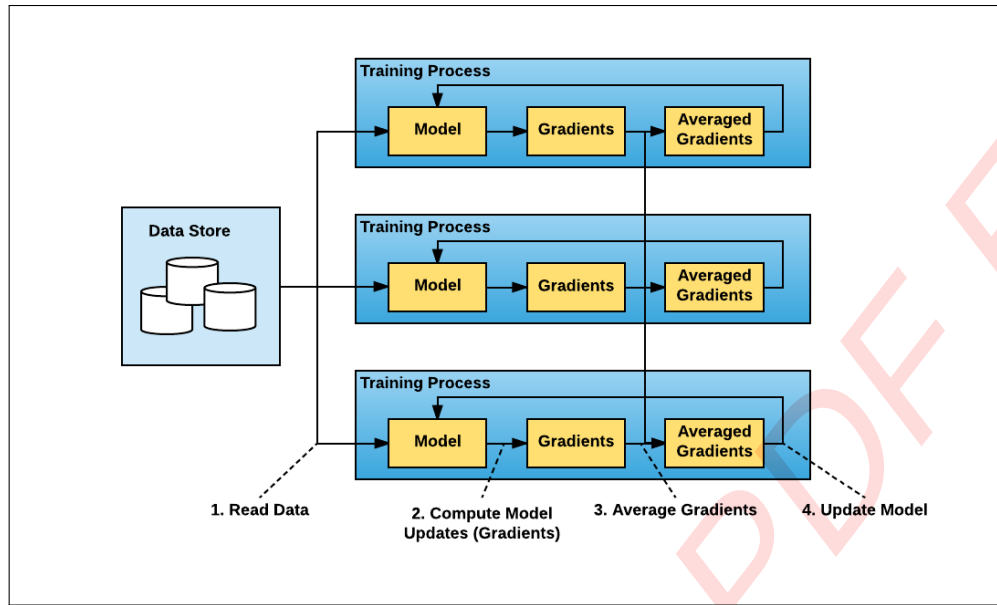 Training Process
Model
Gradients
Averaged
Gradients
Data Store
Training Process
Model
Gradients
Averaged
Gradients
Training Process
Model
Gradients
Averaged
Gradients
1. Read Data
2. Compute Model
Updates (Gradients)
3. Average Gradients
4. Update Model
PDF